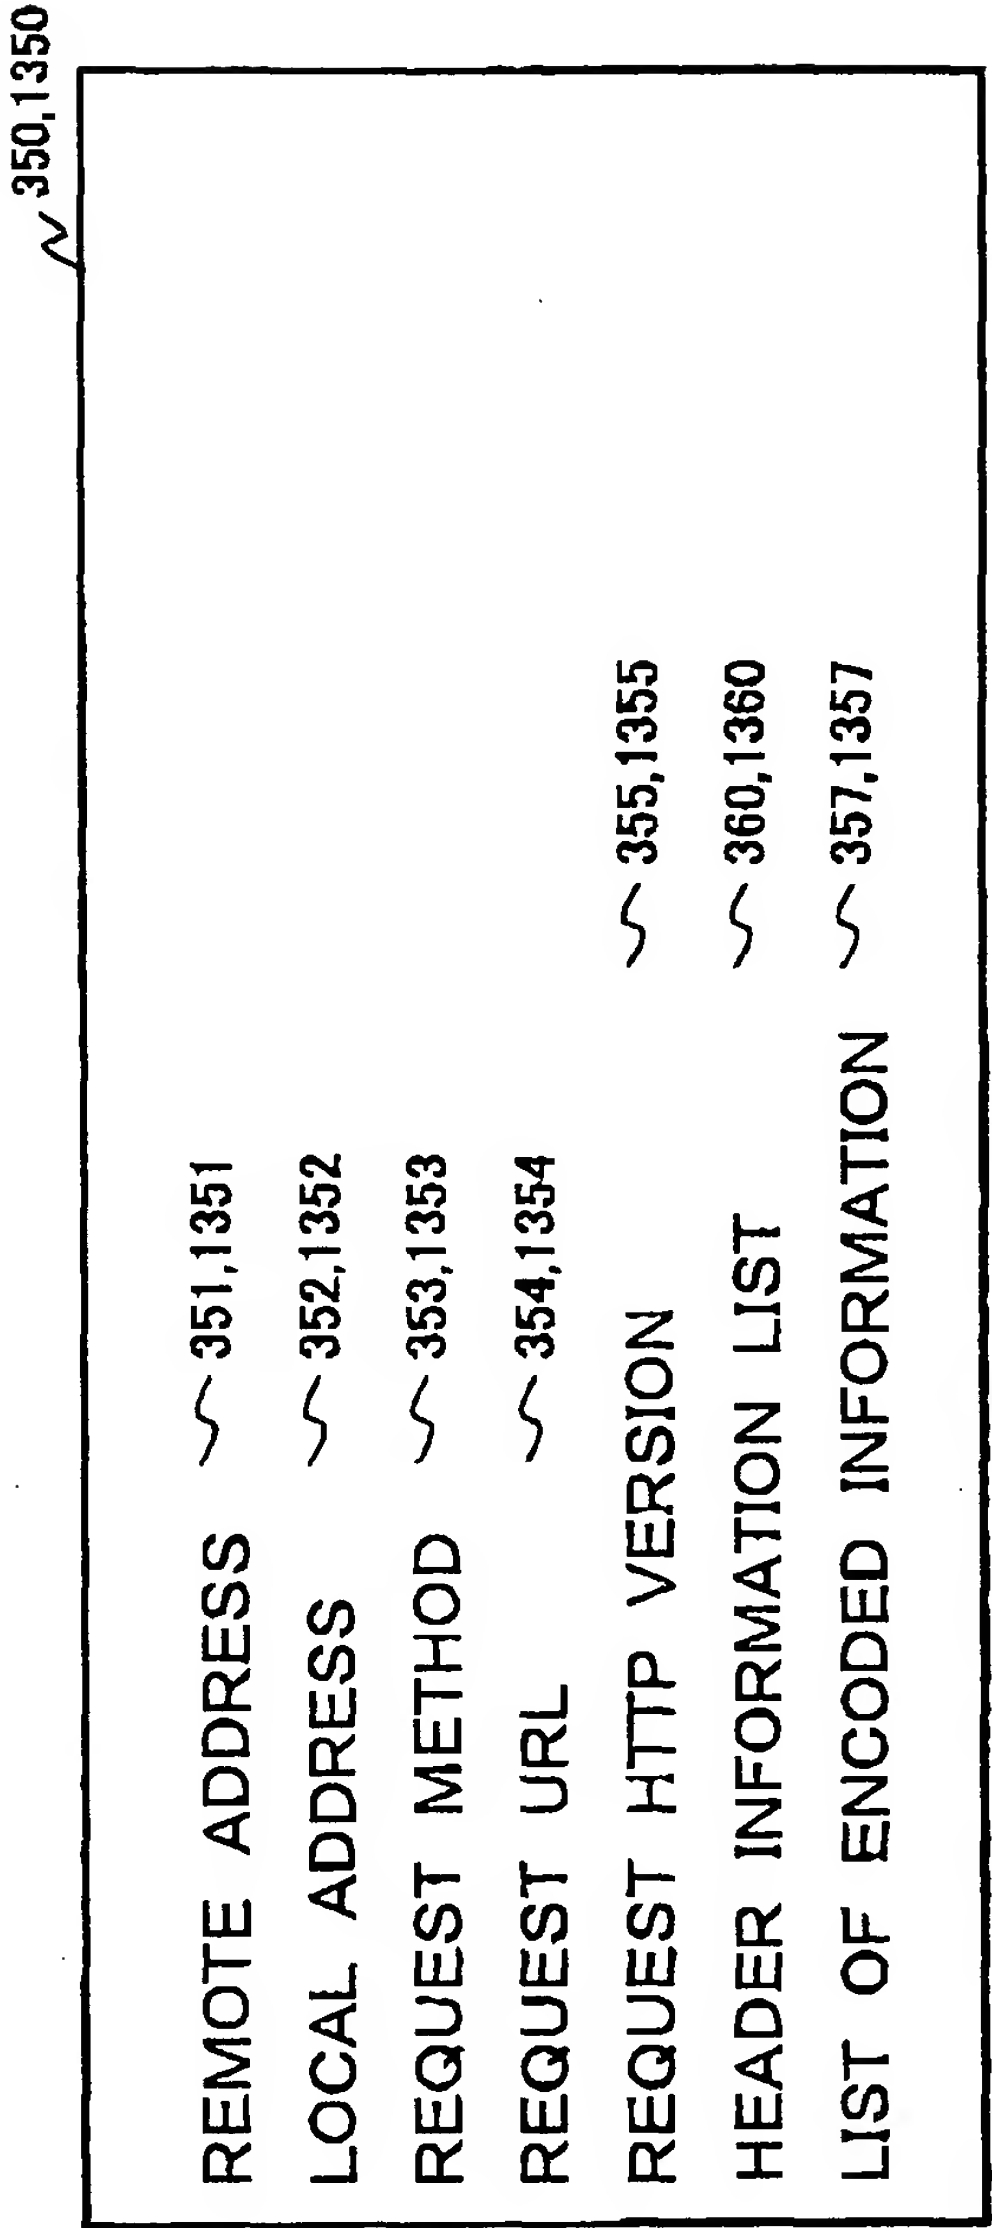 350,1350
REMOTE ADDRESS 351,1351
LOCAL ADDRESS 352,1352
REQUEST METHOD 353,1353
REQUEST URL 354,1354
REQUEST HTTP VERSION 355,1355
HEADER INFORMATION LIST 360,1360
LIST OF ENCODED INFORMATION 357,1357